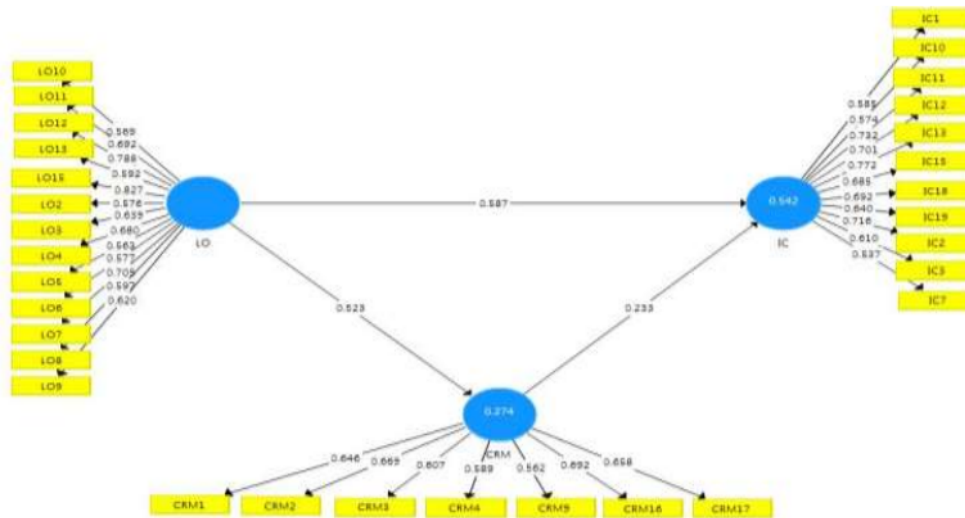 LO10
LO11
LO12
LO13
LO15
LO2
LO3
LO4
LO5
LO6
LO7
LO8
LO9
0.569
0.692
0.788
0.592
0.827
0.576
0.639
0.680
0.563
0.577
0.705
0.597
0.620
LO
0.587
0.523
0.233
0.542
IC
0.585
0.574
0.732
0.701
0.772
0.685
0.692
0.640
0.716
0.610
0.537
IC1
IC10
IC11
IC12
IC13
IC15
IC18
IC19
IC2
IC3
IC7
0.274
CRM
0.646
0.669
0.607
0.589
0.562
0.692
0.658
CRM1
CRM2
CRM3
CRM4
CRM9
CRM16
CRM17